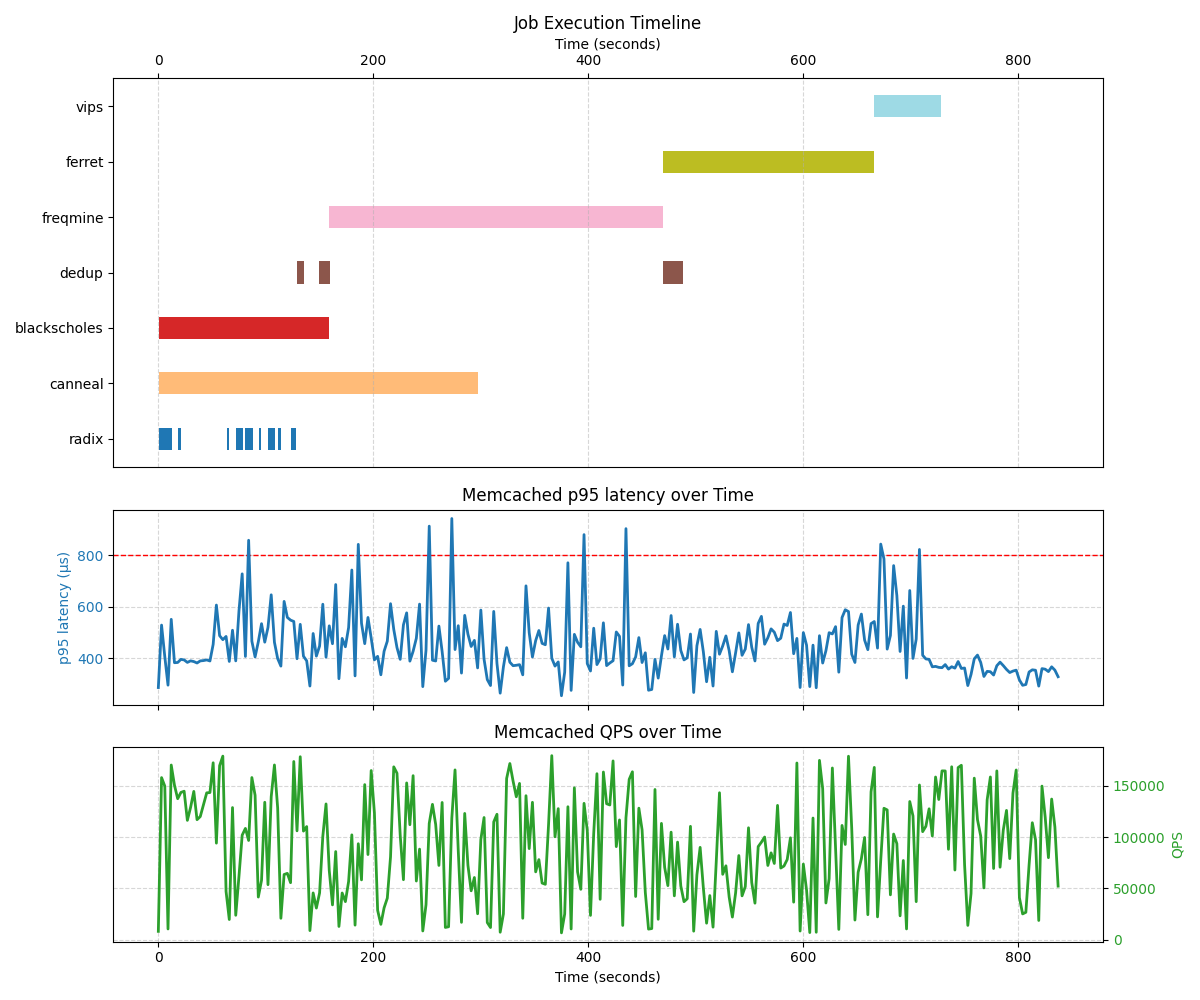 Job Execution Timeline
Time (seconds)
0 200 400 600 800
vips
ferret
freqmine
dedup
blackscholes
canneal
radix
Memcached p95 latency over Time
800
600
400
p95 latency (µs)
Memcached QPS over Time
150000
100000
50000
0
QPS
0 200 400 600 800
Time (seconds)